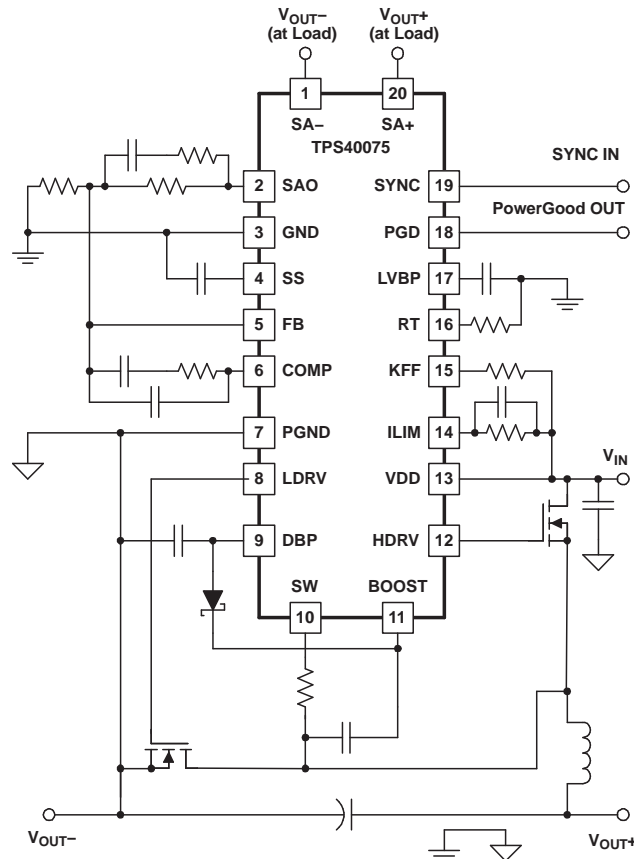 VOUT− VOUT+
(at Load) (at Load)
1 20
SA− SA+
TPS40075
SYNC IN
2 SAO SYNC 19
PowerGood OUT
3 GND PGD 18
4 SS LVBP 17
5 FB RT 16
6 COMP KFF 15
7 PGND ILIM 14
VIN
8 LDRV VDD 13
9 DBP HDRV 12
SW BOOST
10 11
VOUT− VOUT+